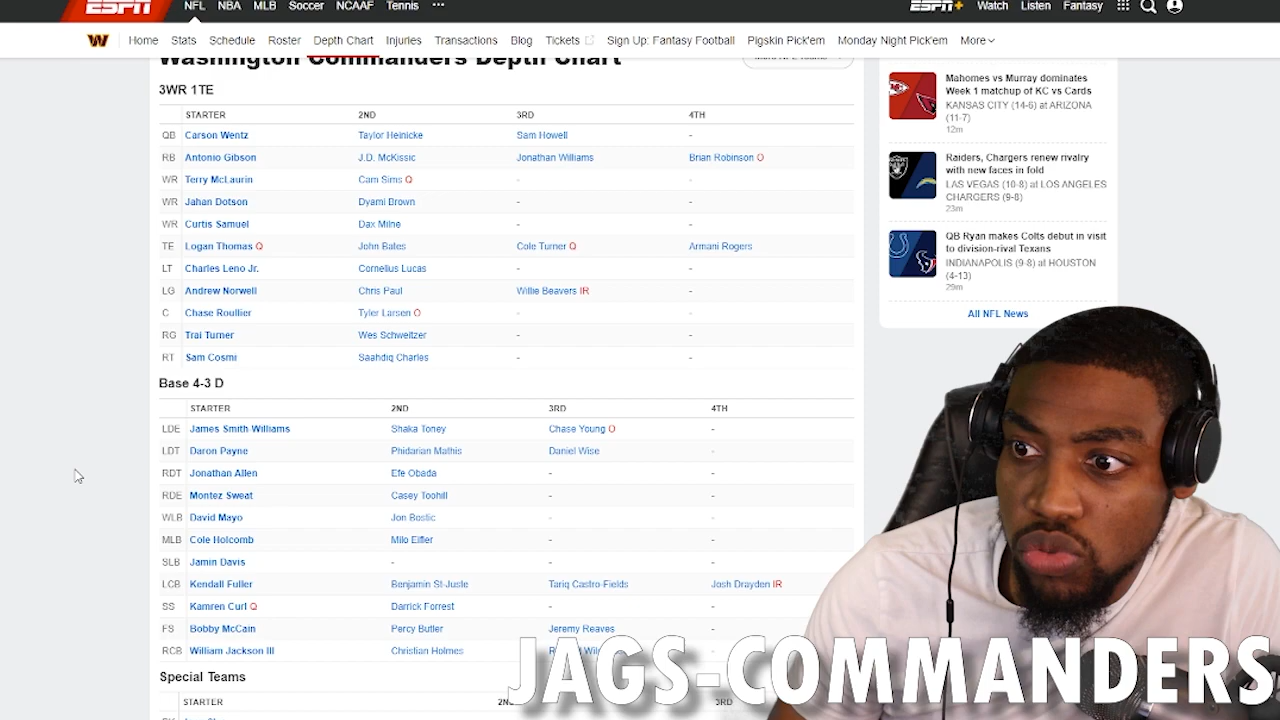 ESPN NFL NBA MLB Soccer NCAAF Tennis ··· ESPN+ Watch Listen Fantasy
W Home Stats Schedule Roster Depth Chart Injuries Transactions Blog Tickets Sign Up: Fantasy Football Pigskin Pick'em Monday Night Pick'em More
Washington Commanders Depth Chart
3WR 1TE
STARTER 2ND 3RD 4TH
QB Carson Wentz Taylor Heinicke Sam Howell -
RB Antonio Gibson J.D. McKissic Jonathan Williams Brian Robinson O
WR Terry McLaurin Cam Sims Q - -
WR Jahan Dotson Dyami Brown - -
WR Curtis Samuel Dax Milne - -
TE Logan Thomas Q John Bates Cole Turner Q Armani Rogers
LT Charles Leno Jr. Cornelius Lucas - -
LG Andrew Norwell Chris Paul Willie Beavers IR -
C Chase Roullier Tyler Larsen O - -
RG Trai Turner Wes Schweitzer - -
RT Sam Cosmi Saahdiq Charles - -
Base 4-3 D
STARTER 2ND 3RD 4TH
LDE James Smith-Williams Shaka Toney Chase Young O -
LDT Daron Payne Phidarian Mathis Daniel Wise -
RDT Jonathan Allen Efe Obada - -
RDE Montez Sweat Casey Toohill - -
WLB David Mayo Jon Bostic - -
MLB Cole Holcomb Milo Eifler - -
SLB Jamin Davis - - -
LCB Kendall Fuller Benjamin St-Juste Tariq Castro-Fields Josh Drayden IR
SS Kamren Curl Q Darrick Forrest - -
FS Bobby McCain Percy Butler Jeremy Reaves -
RCB William Jackson III Christian Holmes
Special Teams
STARTER 2ND 3RD
Mahomes vs Murray dominates
Week 1 matchup of KC vs Cards
KANSAS CITY (14-6) at ARIZONA
(11-7)
12m
Raiders, Chargers renew rivalry
with new faces in fold
LAS VEGAS (10-8) at LOS ANGELES
CHARGERS (9-8)
23m
QB Ryan makes Colts debut in visit
to division-rival Texans
INDIANAPOLIS (9-8) at HOUSTON
(4-13)
29m
All NFL News
JAGS-COMMANDERS